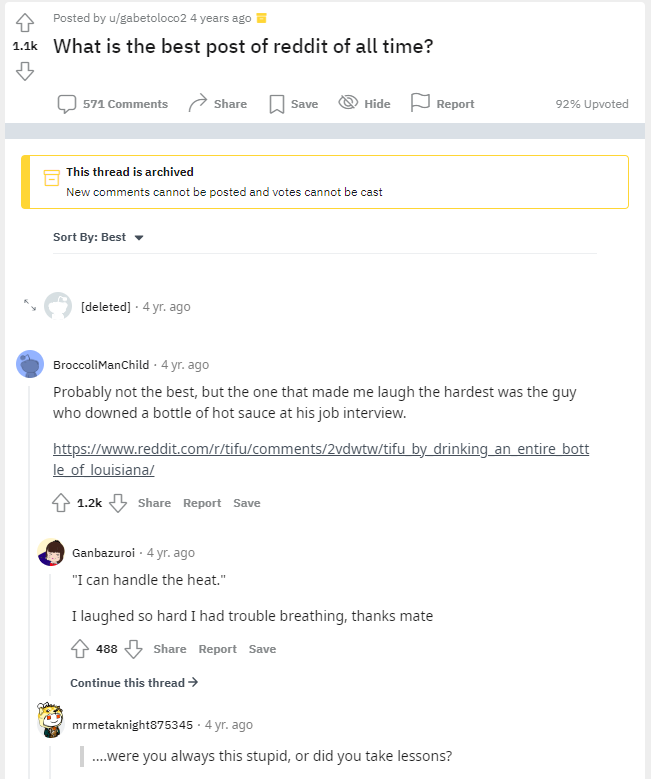 Posted by u/gabetoloco2 4 years ago
1.1k
What is the best post of reddit of all time?
571 Comments Share Save Hide Report 92% Upvoted
This thread is archived
New comments cannot be posted and votes cannot be cast
Sort By: Best
[deleted] · 4 yr. ago
BroccoliManChild · 4 yr. ago
Probably not the best, but the one that made me laugh the hardest was the guy
who downed a bottle of hot sauce at his job interview.
https://www.reddit.com/r/tifu/comments/2vdwtw/tifu_by_drinking_an_entire_bott
le_of_louisiana/
1.2k Share Report Save
Ganbazuroi · 4 yr. ago
"I can handle the heat."
I laughed so hard I had trouble breathing, thanks mate
488 Share Report Save
Continue this thread →
mrmetaknight875345 · 4 yr. ago
....were you always this stupid, or did you take lessons?